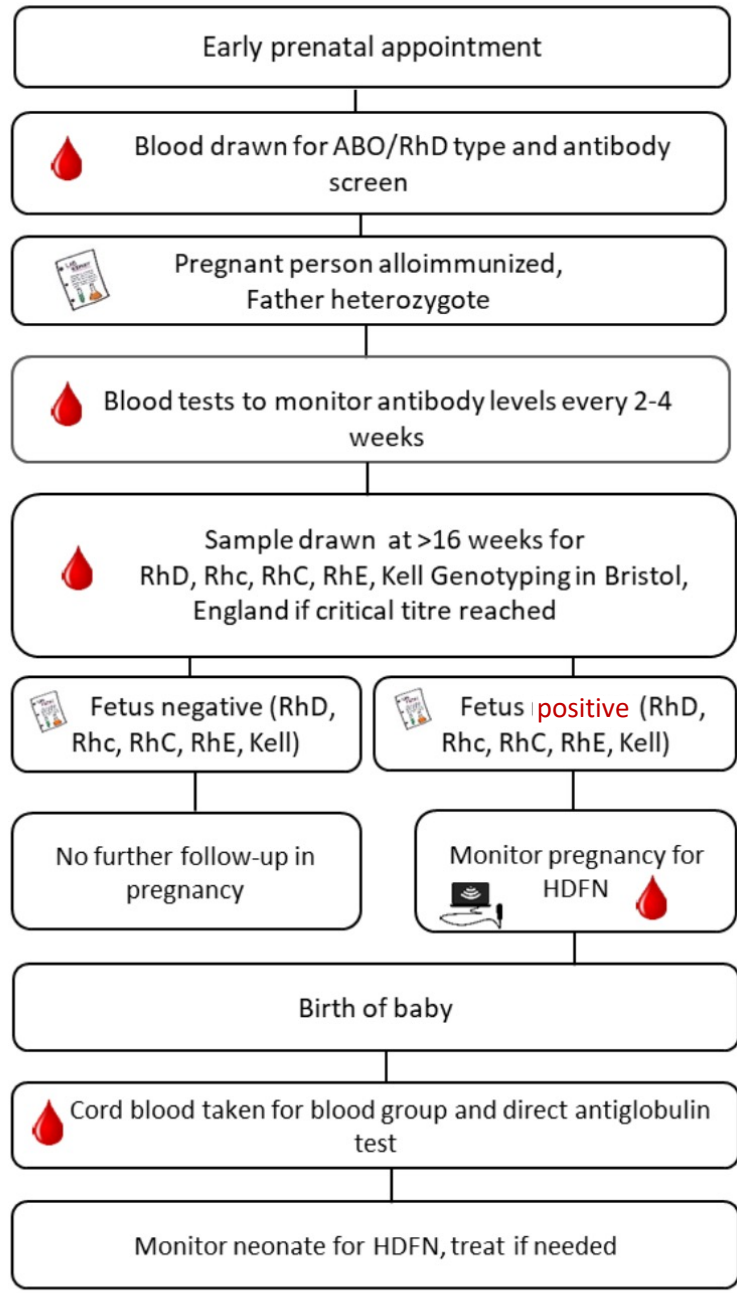 Early prenatal appointment
Blood drawn for ABO/RhD type and antibody
screen
Pregnant person alloimmunized,
Father heterozygote
Blood tests to monitor antibody levels every 2-4
weeks
Sample drawn at >16 weeks for
RhD, Rhc, RhC, RhE, Kell Genotyping in Bristol,
England if critical titre reached
Fetus negative (RhD,
Rhc, RhC, RhE, Kell)
Fetus positive (RhD,
Rhc, RhC, RhE, Kell)
No further follow-up in
pregnancy
Monitor pregnancy for
HDFN
Birth of baby
Cord blood taken for blood group and direct antiglobulin
test
Monitor neonate for HDFN, treat if needed